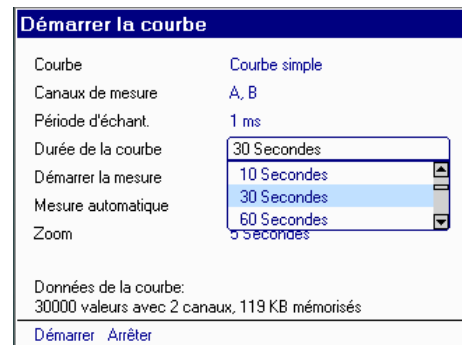 Démarrer la courbe
Courbe Courbe simple
Canaux de mesure A, B
Période d'échant. 1 ms
Durée de la courbe 30 Secondes
10 Secondes
Démarrer la mesure
30 Secondes
Mesure automatique
60 Secondes
Zoom 5 Secondes
Données de la courbe:
30000 valeurs avec 2 canaux, 119 KB mémorisés
Démarrer Arrêter